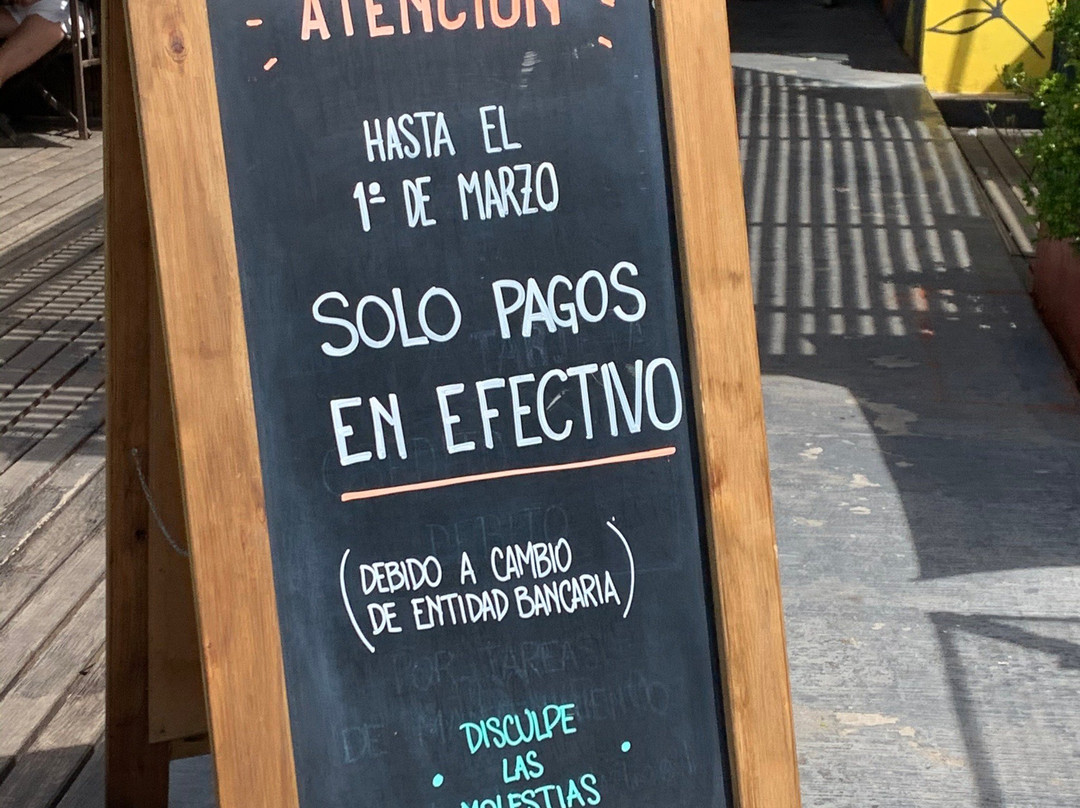 ATENCIÓN
HASTA EL
1º DE MARZO
SOLO PAGOS
EN EFECTIVO
(DEBIDO A CAMBIO
DE ENTIDAD BANCARIA)
DISCULPE
LAS
MOLESTIAS